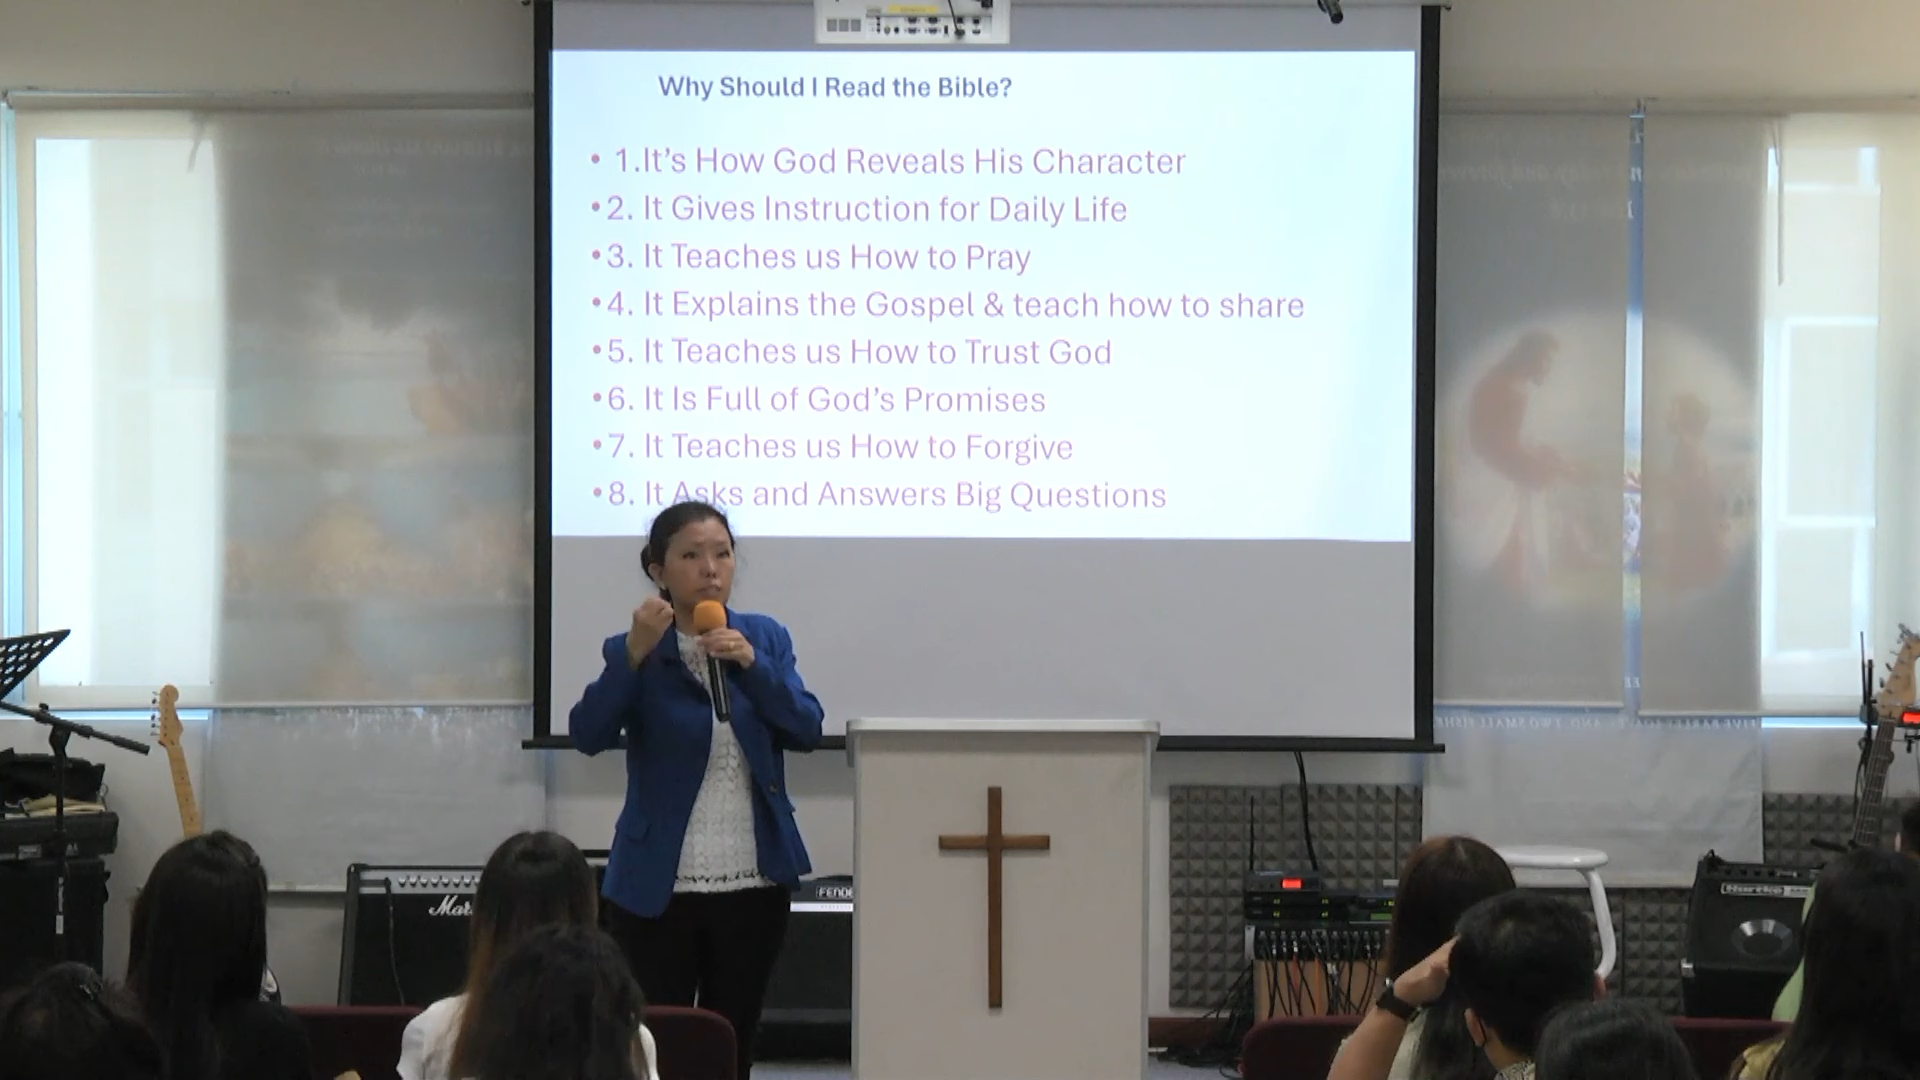 Why Should I Read the Bible?
• 1.It's How God Reveals His Character
•2. It Gives Instruction for Daily Life
•3. It Teaches us How to Pray
•4. It Explains the Gospel & teach how to share
•5. It Teaches us How to Trust God
•6. It Is Full of God's Promises
•7. It Teaches us How to Forgive
•8. It Asks and Answers Big Questions
Mar
FENDE
Hartke